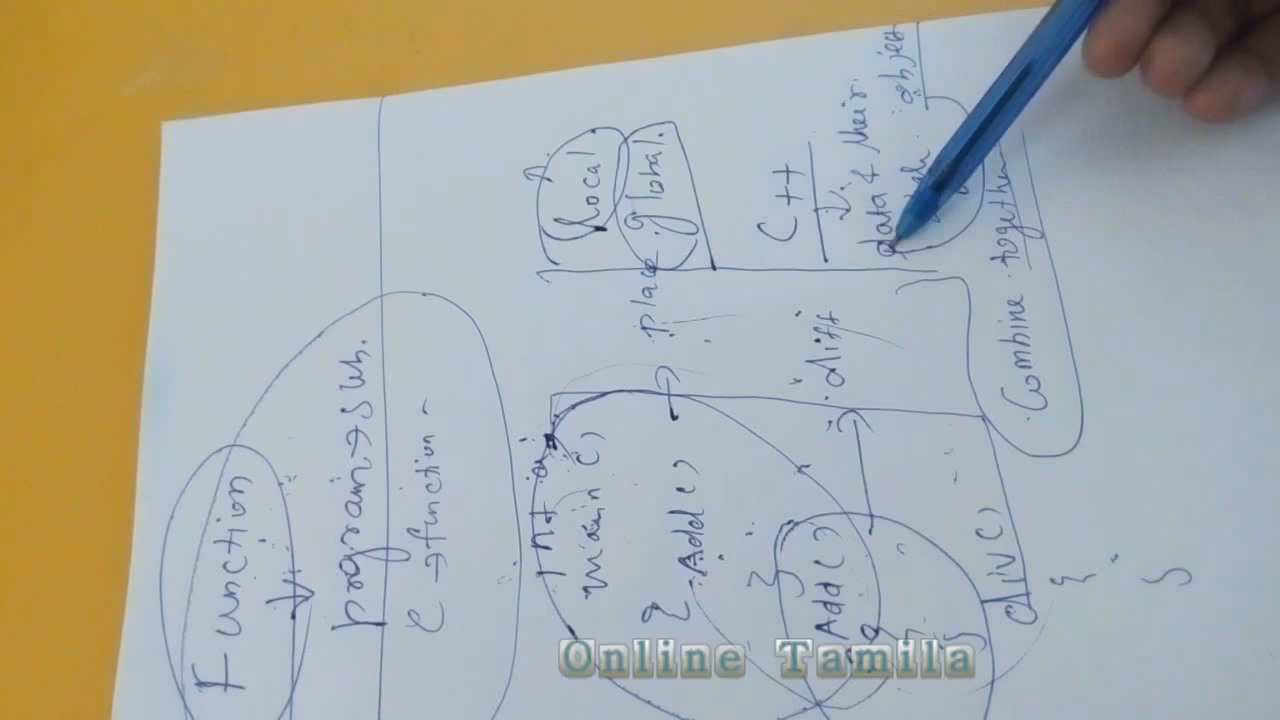 Function
program → sub.
C → function -
int a;
main ()
{ Add() → place
Local
global.
}
Add() → diff
{
}
div()
{
}
C++
data & their
object
Combine together
Online Tamila